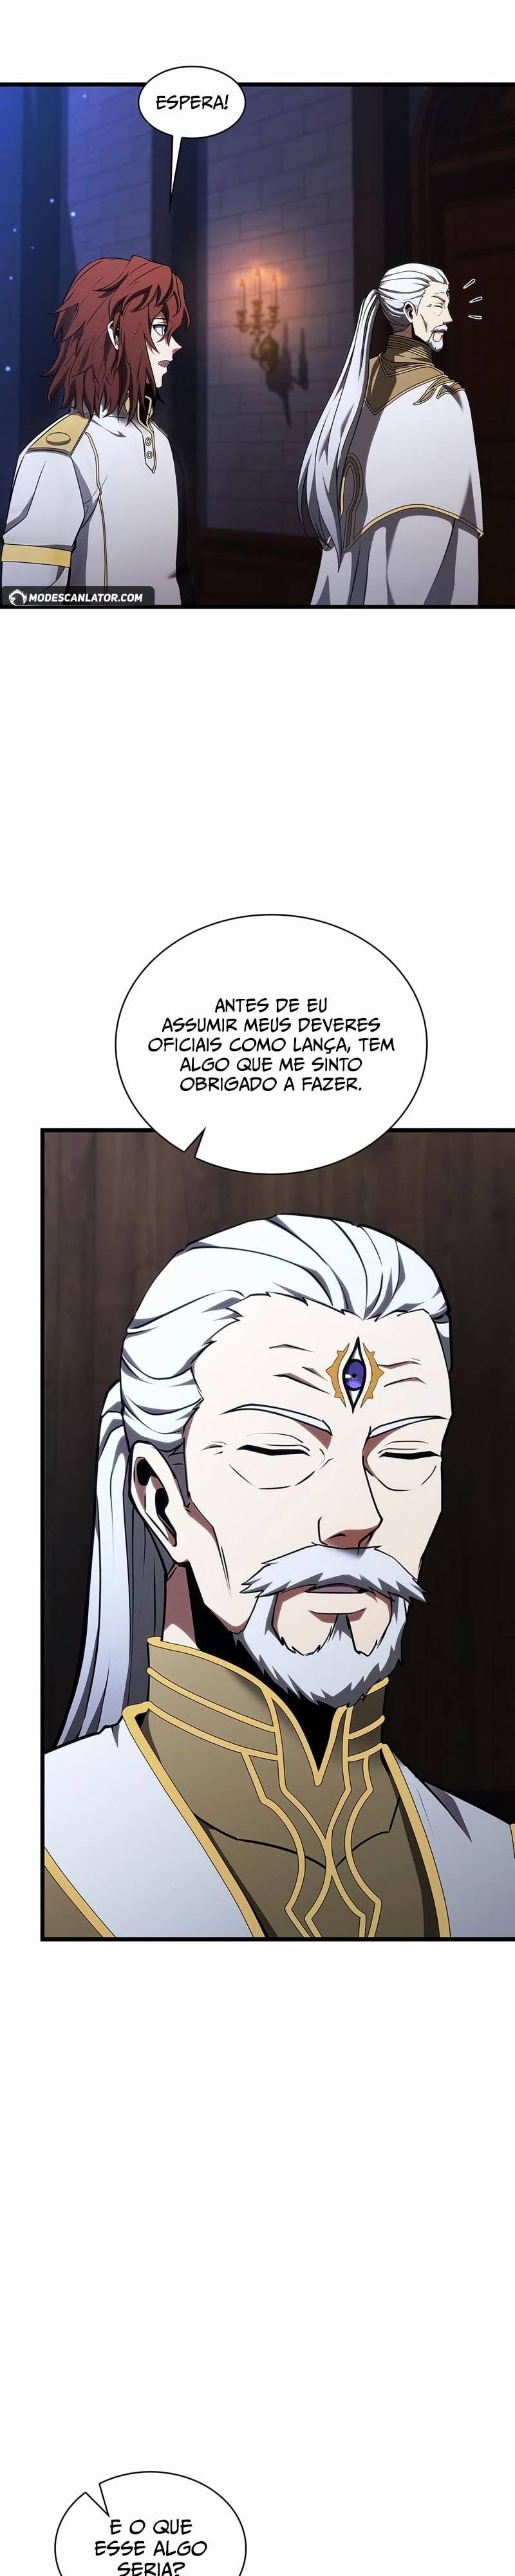 ESPERA!
MODESCANLATOR.COM
ANTES DE EU
ASSUMIR MEUS DEVERES
OFICIAIS COMO LANÇA, TEM
ALGO QUE ME SINTO
OBRIGADO A FAZER.
E O QUE
ESSE ALGO
SERIA?